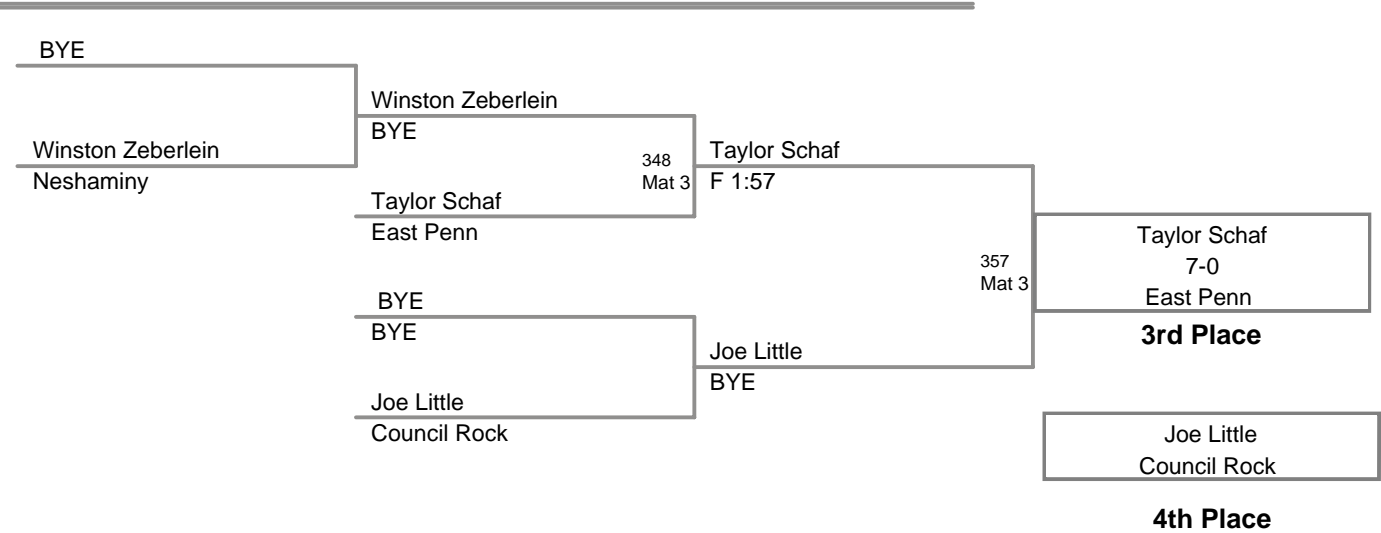 BYE
Winston Zeberlein
Neshaminy
Winston Zeberlein
BYE
348
Mat 3
Taylor Schaf
East Penn
BYE
BYE
Joe Little
Council Rock
Taylor Schaf
F 1:57
357
Mat 3
Joe Little
BYE
Taylor Schaf
7-0
East Penn
3rd Place
Joe Little
Council Rock
4th Place